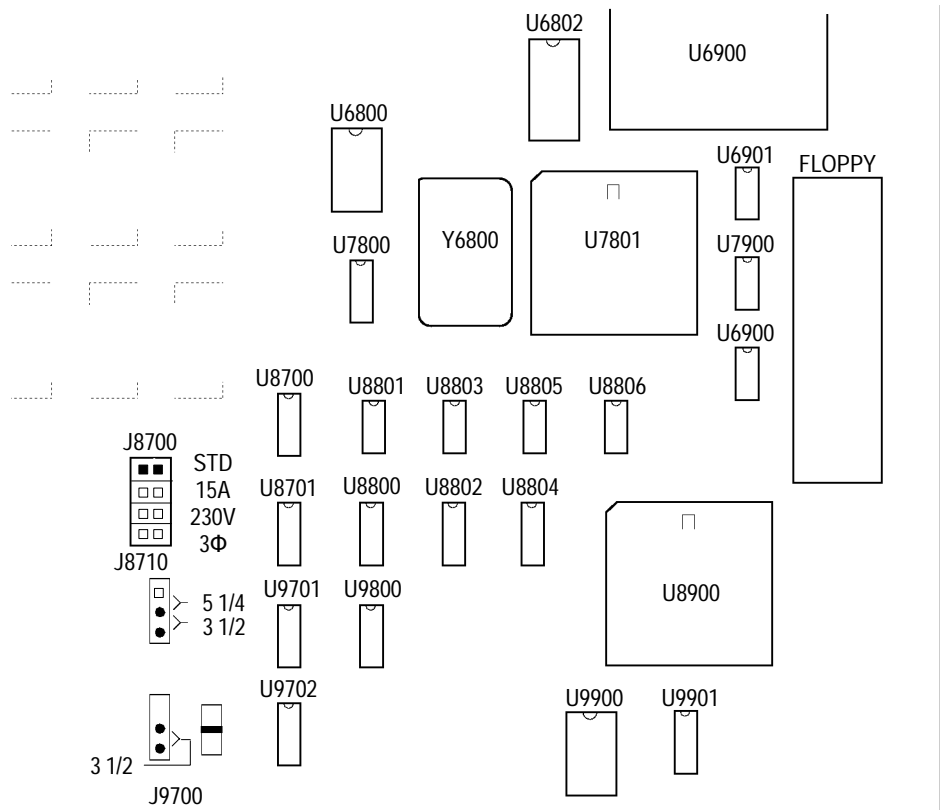 U6802
U6900
U6800
U6901
FLOPPY
U7800
Y6800
U7801
U7900
U6900
U8700
U8801
U8803
U8805
U8806
J8700
STD
15A
230V
3Φ
U8701
U8800
U8802
U8804
J8710
5 1/4
3 1/2
U9701
U9800
U8900
U9702
U9900
U9901
3 1/2
J9700